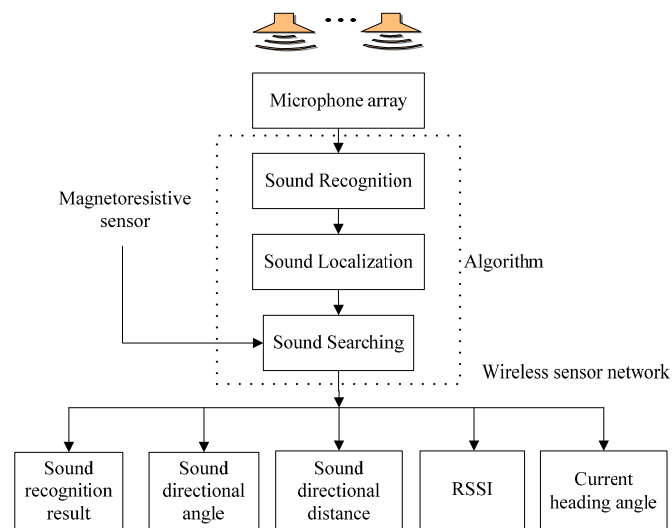 Microphone array
Sound Recognition
Magnetoresistive
sensor
Sound Localization
Algorithm
Sound Searching
Wireless sensor network
Sound
recognition
result
Sound
directional
angle
Sound
directional
distance
RSSI
Current
heading angle